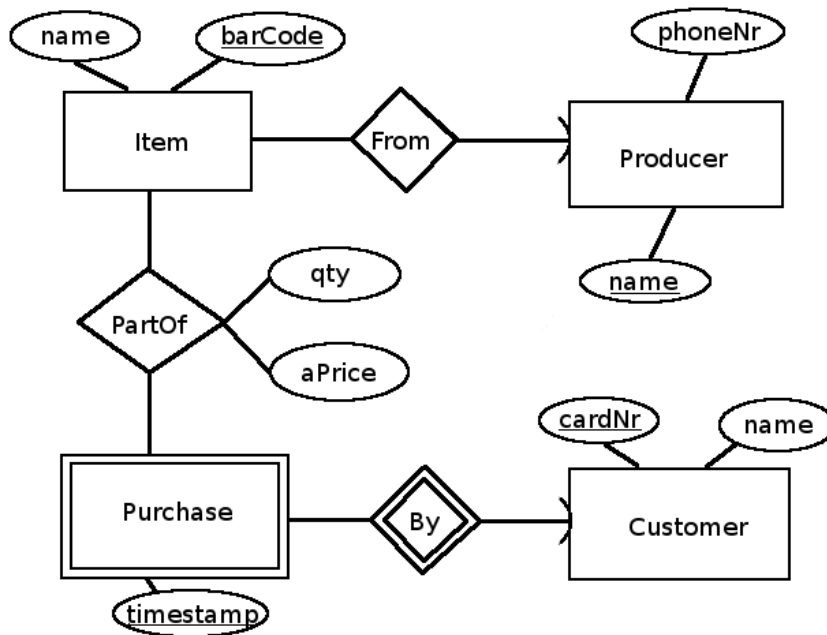 name
barCode
phoneNr
Item
From
Producer
name
qty
PartOf
aPrice
cardNr
name
Purchase
By
Customer
timestamp